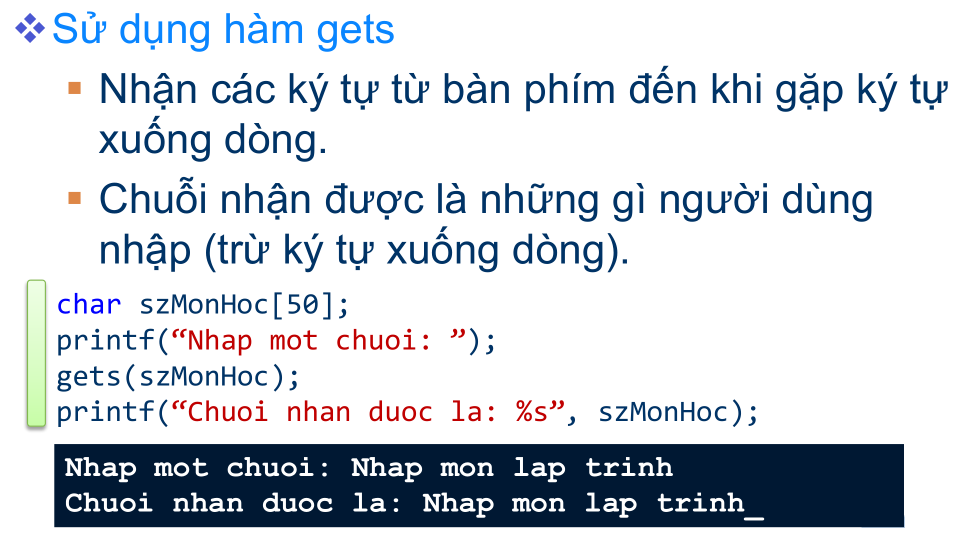 Sử dụng hàm gets
Nhận các ký tự từ bàn phím đến khi gặp ký tự
xuống dòng.
Chuỗi nhận được là những gì người dùng
nhập (trừ ký tự xuống dòng).
char szMonHoc[50];
printf(“Nhap mot chuoi: ”);
gets(szMonHoc);
printf(“Chuoi nhan duoc la: %s”, szMonHoc);
Nhap mot chuoi: Nhap mon lap trinh
Chuoi nhan duoc la: Nhap mon lap trinh_